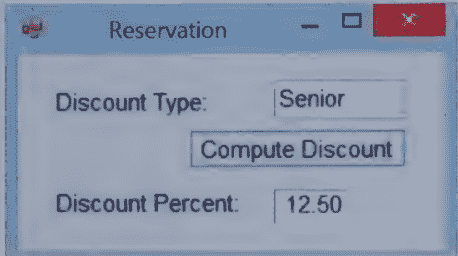 Reservation
Discount Type: Senior
Compute Discount
Discount Percent: 12.50